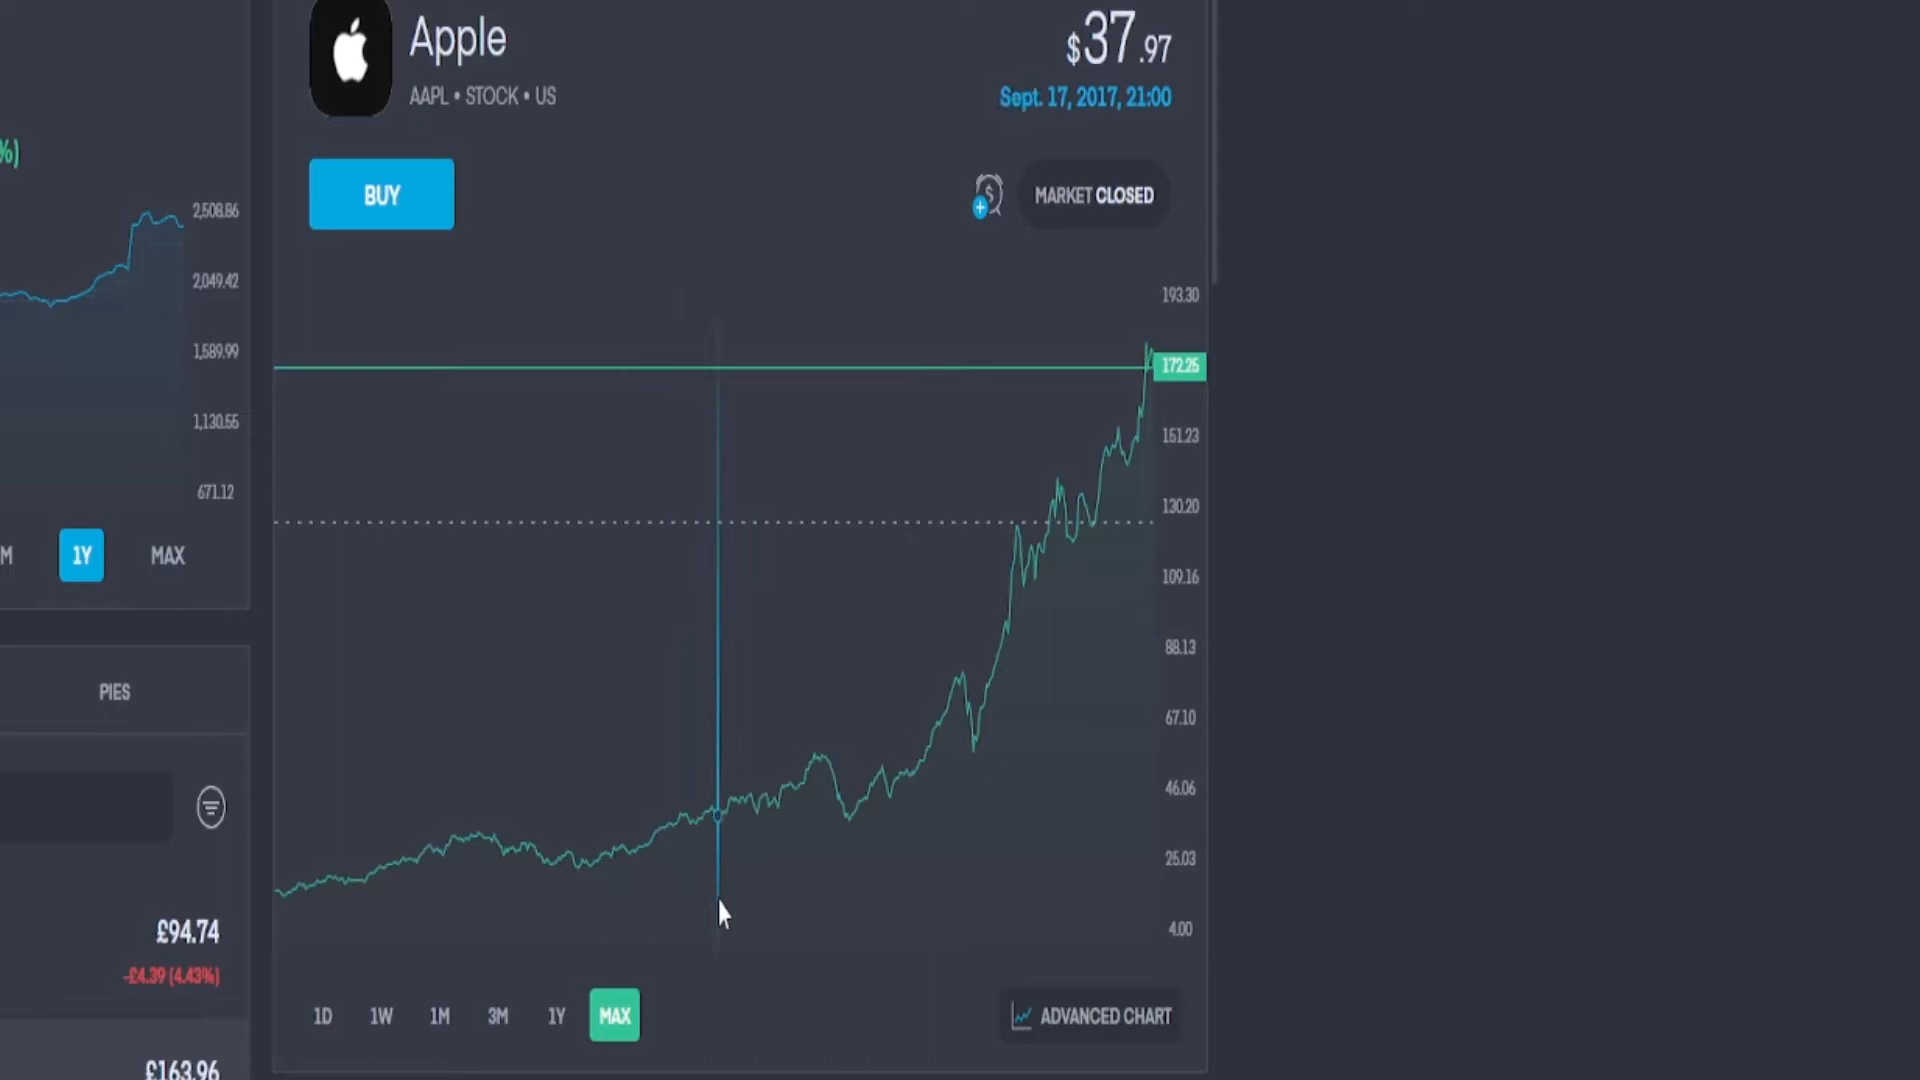 %)
2,508.86
2,049.42
1,589.99
1,130.55
671.12
M 1Y MAX
PIES
£94.74
-£4.39 (4.43%)
£163.96
Apple
AAPL • STOCK • US
$37.97
Sept. 17, 2017, 21:00
BUY
MARKET CLOSED
193.30
172.25
151.23
130.20
109.16
88.13
67.10
46.06
25.03
4.00
1D 1W 1M 3M 1Y MAX
ADVANCED CHART